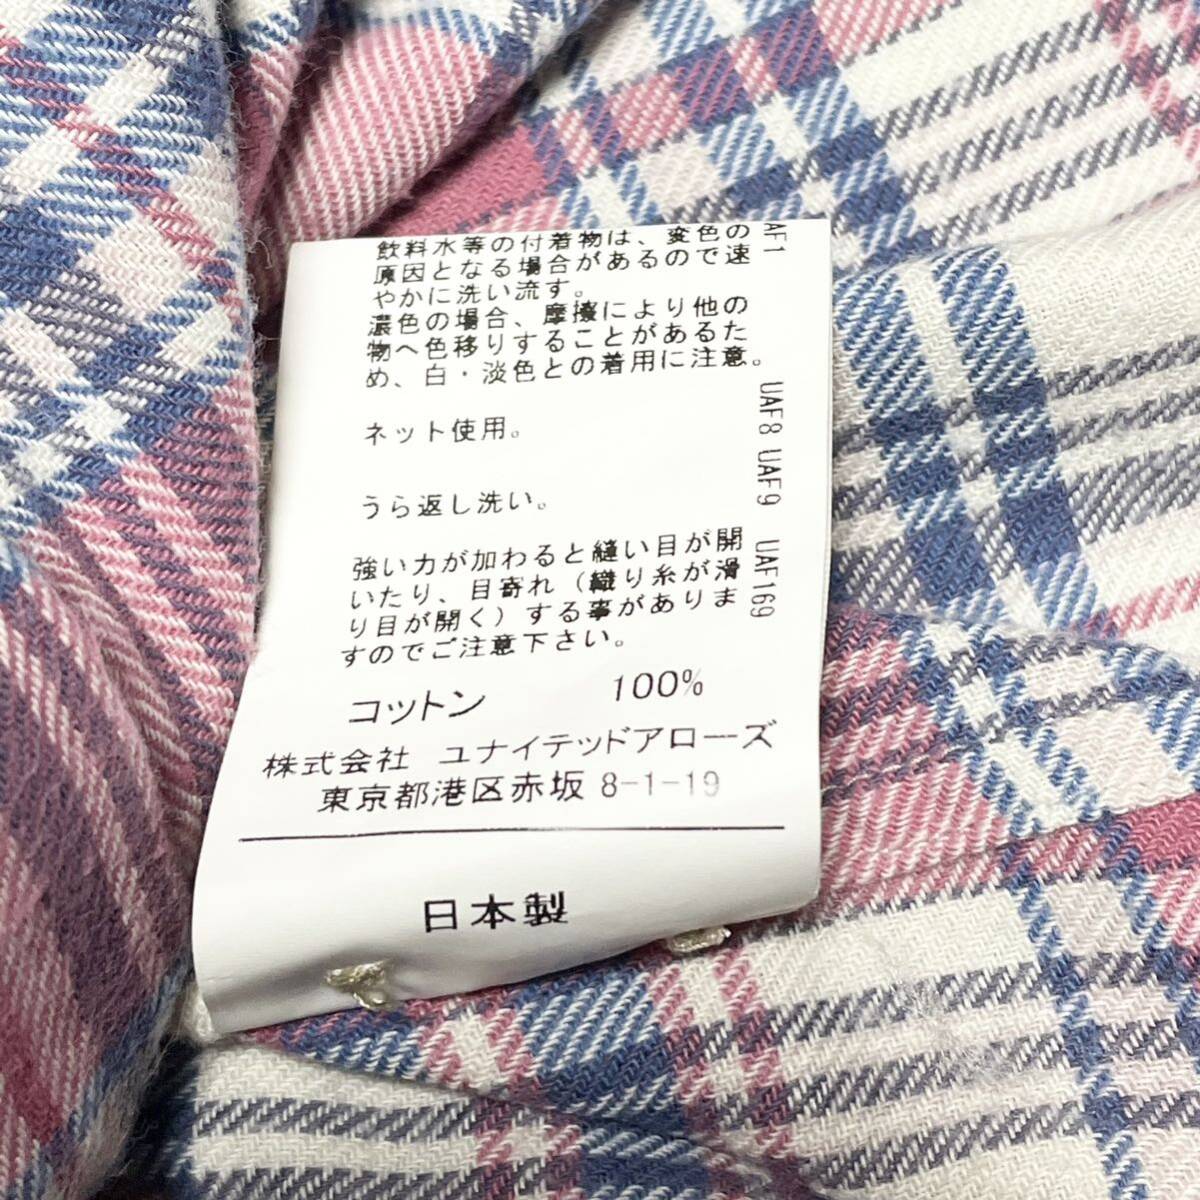 飲料水等の付着物は、変色の
原因となる場合があるので速
やかに洗い流す。
濃色の場合、摩擦により他の
物へ色移りすることがあるた
め、白・淡色との着用に注意。
ネット使用。
うら返し洗い。
強い力が加わると縫い目が開
いたり、目寄れ（織り糸が滑
り目が開く）する事がありま
すのでご注意下さい。
コットン 100%
株式会社 ユナイテッドアローズ
東京都港区赤坂 8-1-19
日本製
UAF8 UAF9 UAF169